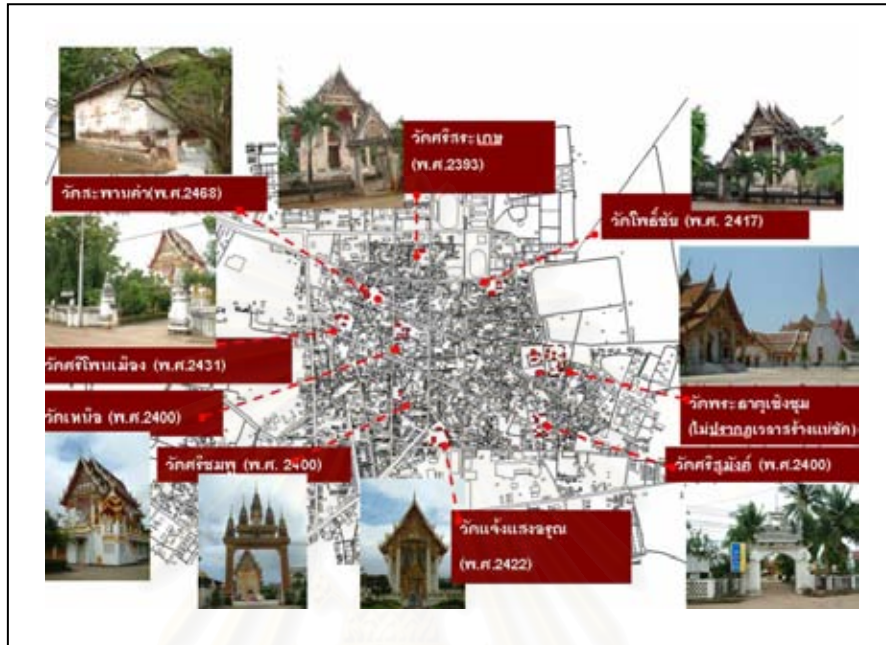 วัดศรีสระเกษ
(พ.ศ.2393)
วัดสะพานคำ(พ.ศ.2468)
วัดโพธิ์ชัย (พ.ศ. 2417)
วัดศรีโพนเมือง (พ.ศ.2431)
วัดพระธาตุเชิงชุม
(ไม่ปรากฏเวลาสร้างแน่ชัด)
วัดเหนือ (พ.ศ.2400)
วัดศรีชมพู (พ.ศ. 2400)
วัดศรีสุมังค์ (พ.ศ.2400)
วัดแจ้งแสงอรุณ
(พ.ศ.2422)